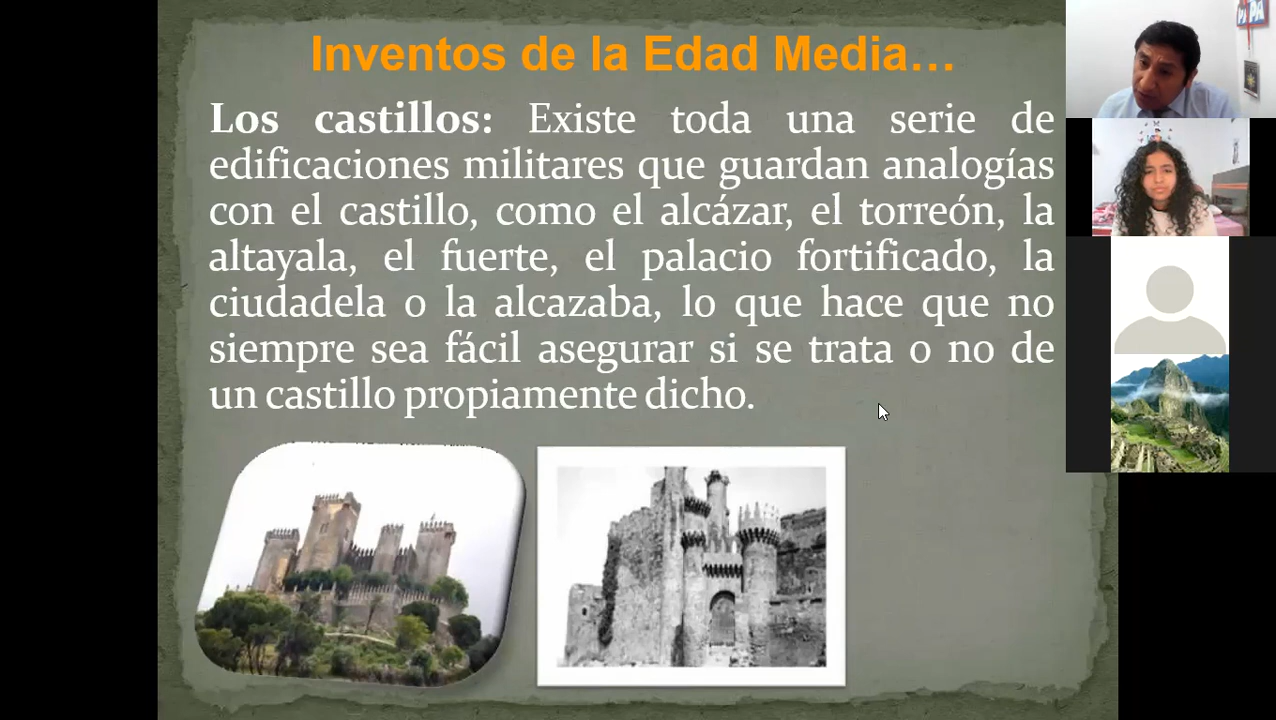 Inventos de la Edad Media…
Los castillos: Existe toda una serie de
edificaciones militares que guardan analogías
con el castillo, como el alcázar, el torreón, la
altayala, el fuerte, el palacio fortificado, la
ciudadela o la alcazaba, lo que hace que no
siempre sea fácil asegurar si se trata o no de
un castillo propiamente dicho.